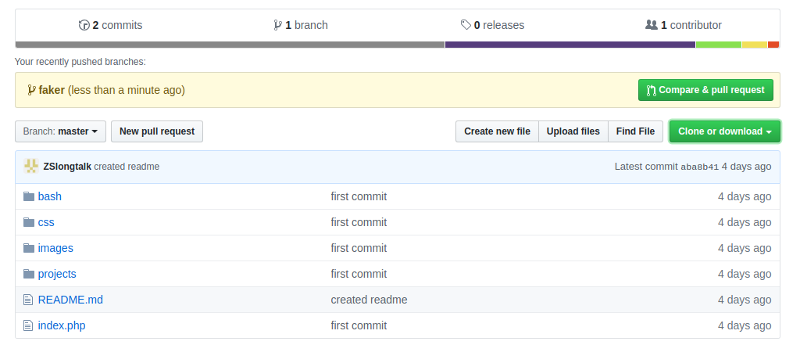 2 commits 1 branch 0 releases 1 contributor
Your recently pushed branches:
faker (less than a minute ago) Compare & pull request
Branch: master New pull request Create new file Upload files Find File Clone or download
ZSlongtalk created readme Latest commit aba8b41 4 days ago
bash first commit 4 days ago
css first commit 4 days ago
images first commit 4 days ago
projects first commit 4 days ago
README.md created readme 4 days ago
index.php first commit 4 days ago